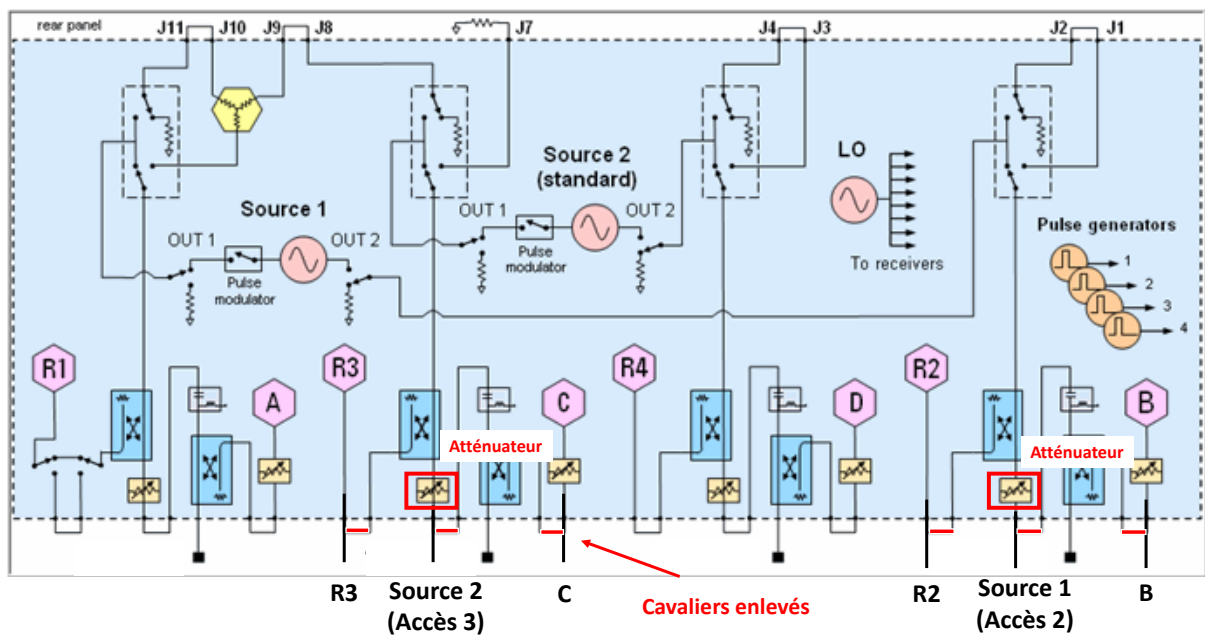 rear panel
J11 J10 J9 J8 J7 J4 J3 J2 J1
Source 1
OUT 1
OUT 2
Pulse
modulator
Source 2
(standard)
OUT 1
OUT 2
Pulse
modulator
LO
To receivers
Pulse generators
1
2
3
4
R1
A
R3
C
R4
D
R2
B
Atténuateur
Atténuateur
R3
Source 2
(Accès 3)
C
Cavaliers enlevés
R2
Source 1
(Accès 2)
B